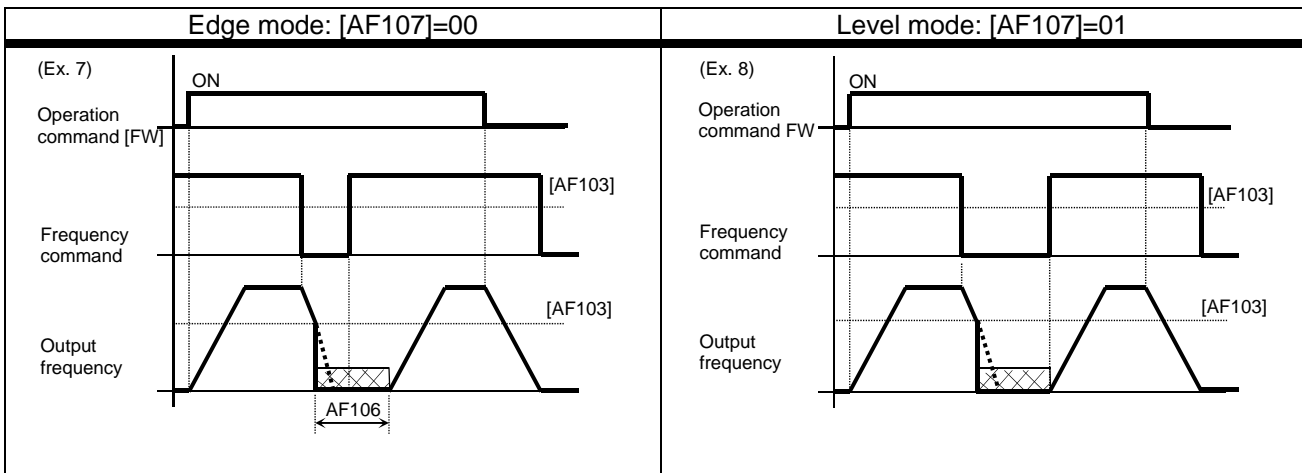 Edge mode: [AF107]=00
Level mode: [AF107]=01
(Ex. 7)
ON
Operation
command [FW]
[AF103]
Frequency
command
[AF103]
Output
frequency
AF106
(Ex. 8)
ON
Operation
command FW
[AF103]
Frequency
command
[AF103]
Output
frequency